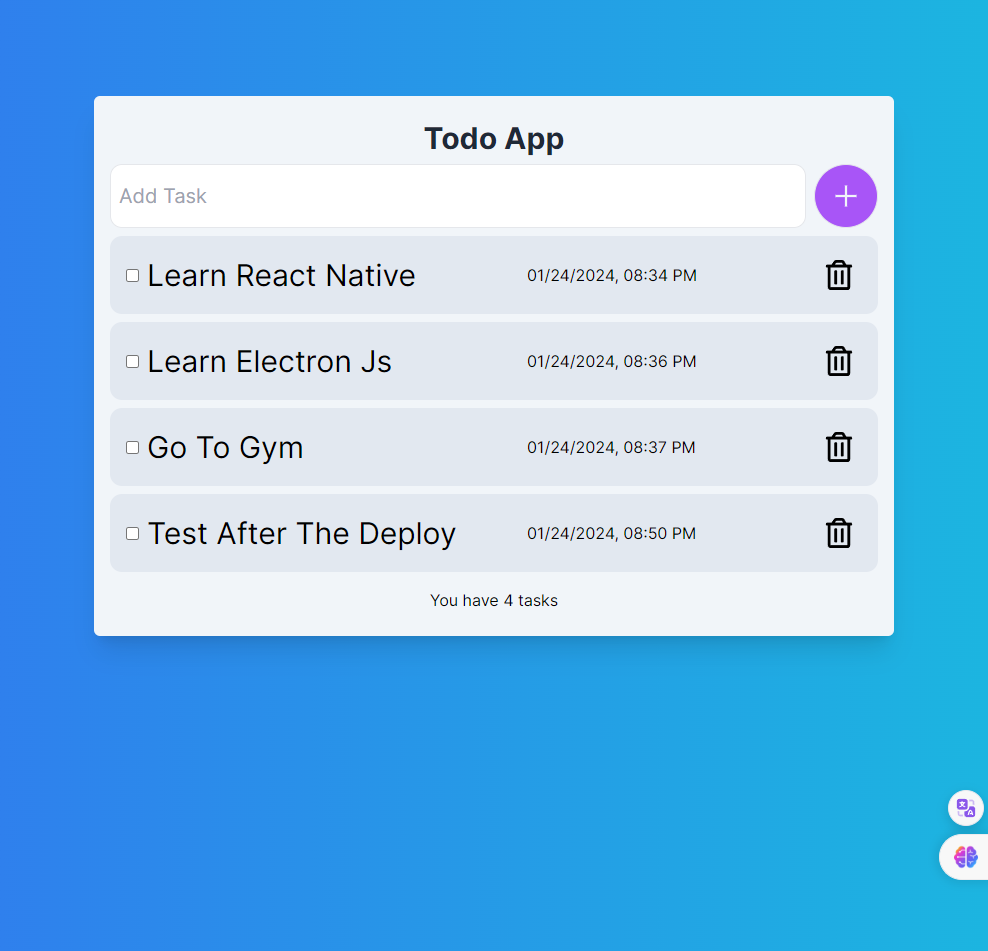 Todo App
Add Task
Learn React Native 01/24/2024, 08:34 PM
Learn Electron Js 01/24/2024, 08:36 PM
Go To Gym 01/24/2024, 08:37 PM
Test After The Deploy 01/24/2024, 08:50 PM
You have 4 tasks